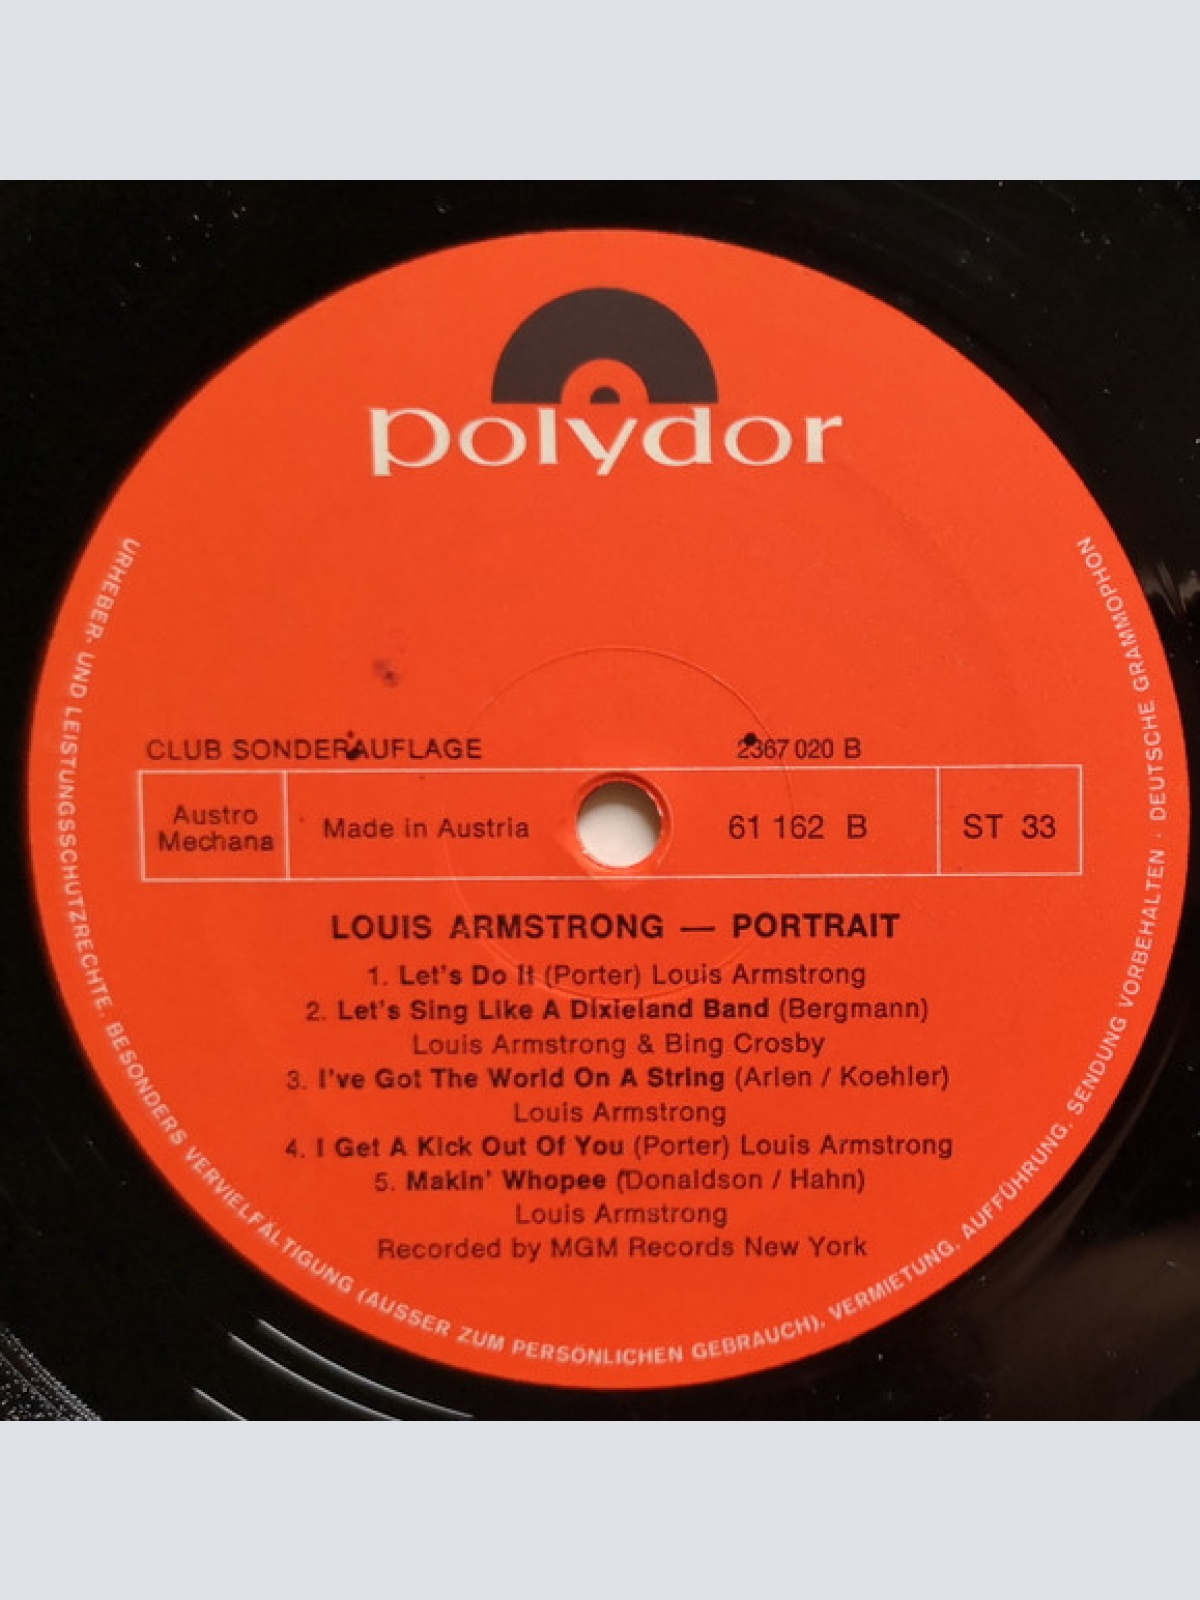 polydor
CLUB SONDERAUFLAGE
2367 020 B
Austro
Mechana
Made in Austria
61 162 B
ST 33
LOUIS ARMSTRONG — PORTRAIT
1. Let's Do It (Porter) Louis Armstrong
2. Let's Sing Like A Dixieland Band (Bergmann)
Louis Armstrong & Bing Crosby
3. I've Got The World On A String (Arlen / Koehler)
Louis Armstrong
4. I Get A Kick Out Of You (Porter) Louis Armstrong
5. Makin' Whopee (Donaldson / Hahn)
Louis Armstrong
Recorded by MGM Records New York
URHEBER- UND LEISTUNGSSCHUTZRECHTE, BESONDERS VERVIELFÄLTIGUNG (AUSSER ZUM PERSÖNLICHEN GEBRAUCH), VERMIETUNG, AUFFÜHRUNG, SENDUNG VORBEHALTEN · DEUTSCHE GRAMMOPHON